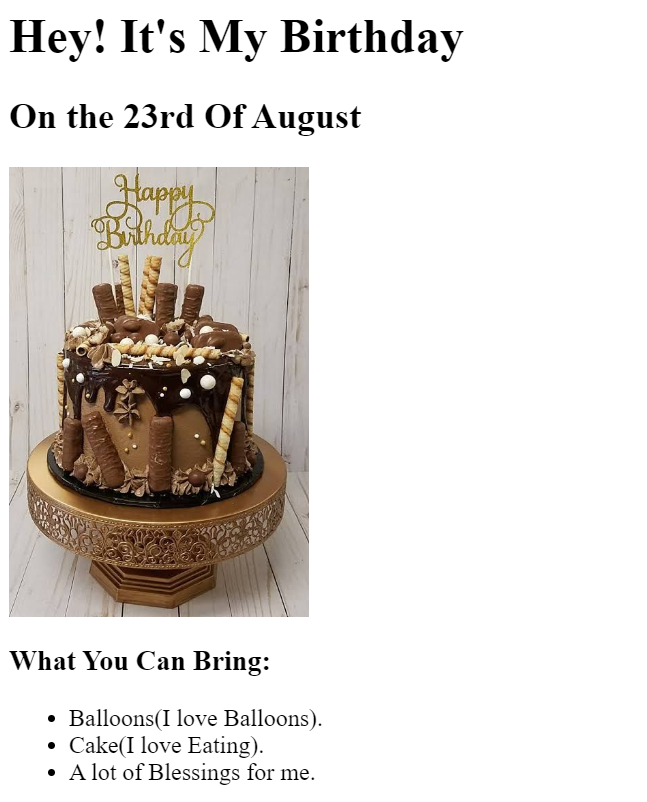 Hey! It's My Birthday
On the 23rd Of August
Happy
Birthday
What You Can Bring:
Balloons(I love Balloons).
Cake(I love Eating).
A lot of Blessings for me.